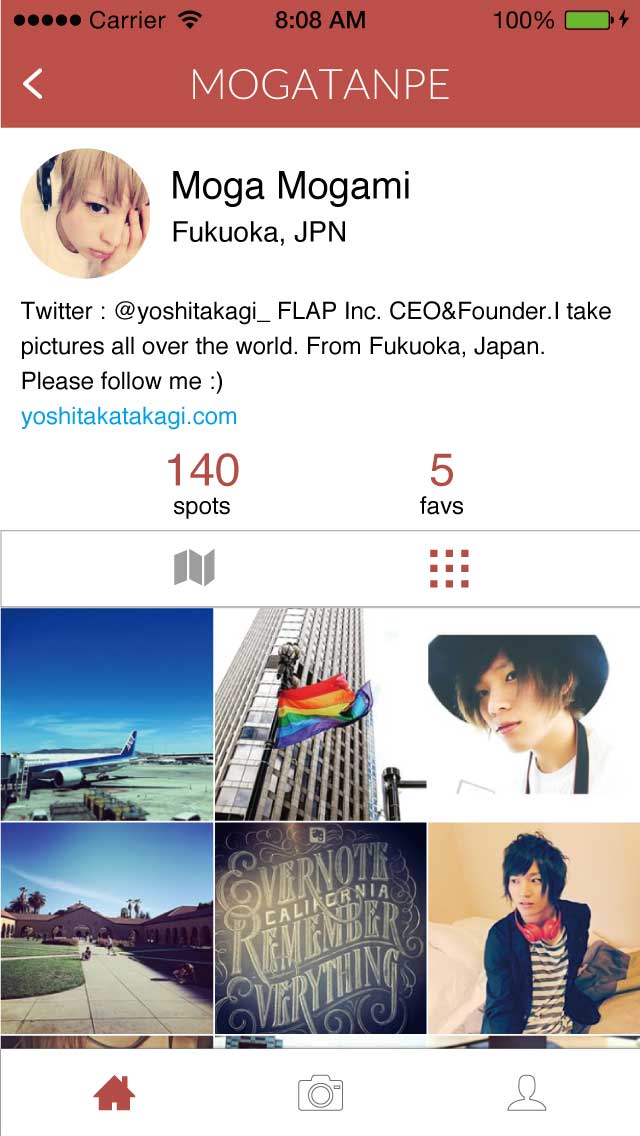 Carrier 8:08 AM 100%
MOGATANPE
Moga Mogami
Fukuoka, JPN
Twitter : @yoshitakagi_ FLAP Inc. CEO&Founder.I take
pictures all over the world. From Fukuoka, Japan.
Please follow me :)
yoshitakatakagi.com
140 5
spots favs
EVERNOTE
CALIFORNIA
REMEMBER
EVERYTHING